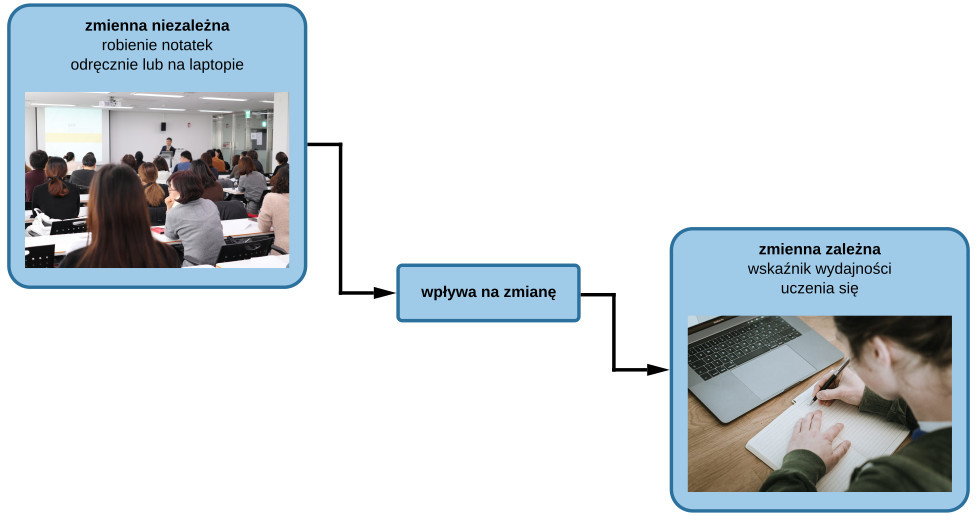 zmienna niezależna
robienie notatek
odręcznie lub na laptopie
wpływa na zmianę
zmienna zależna
wskaźnik wydajności
uczenia się